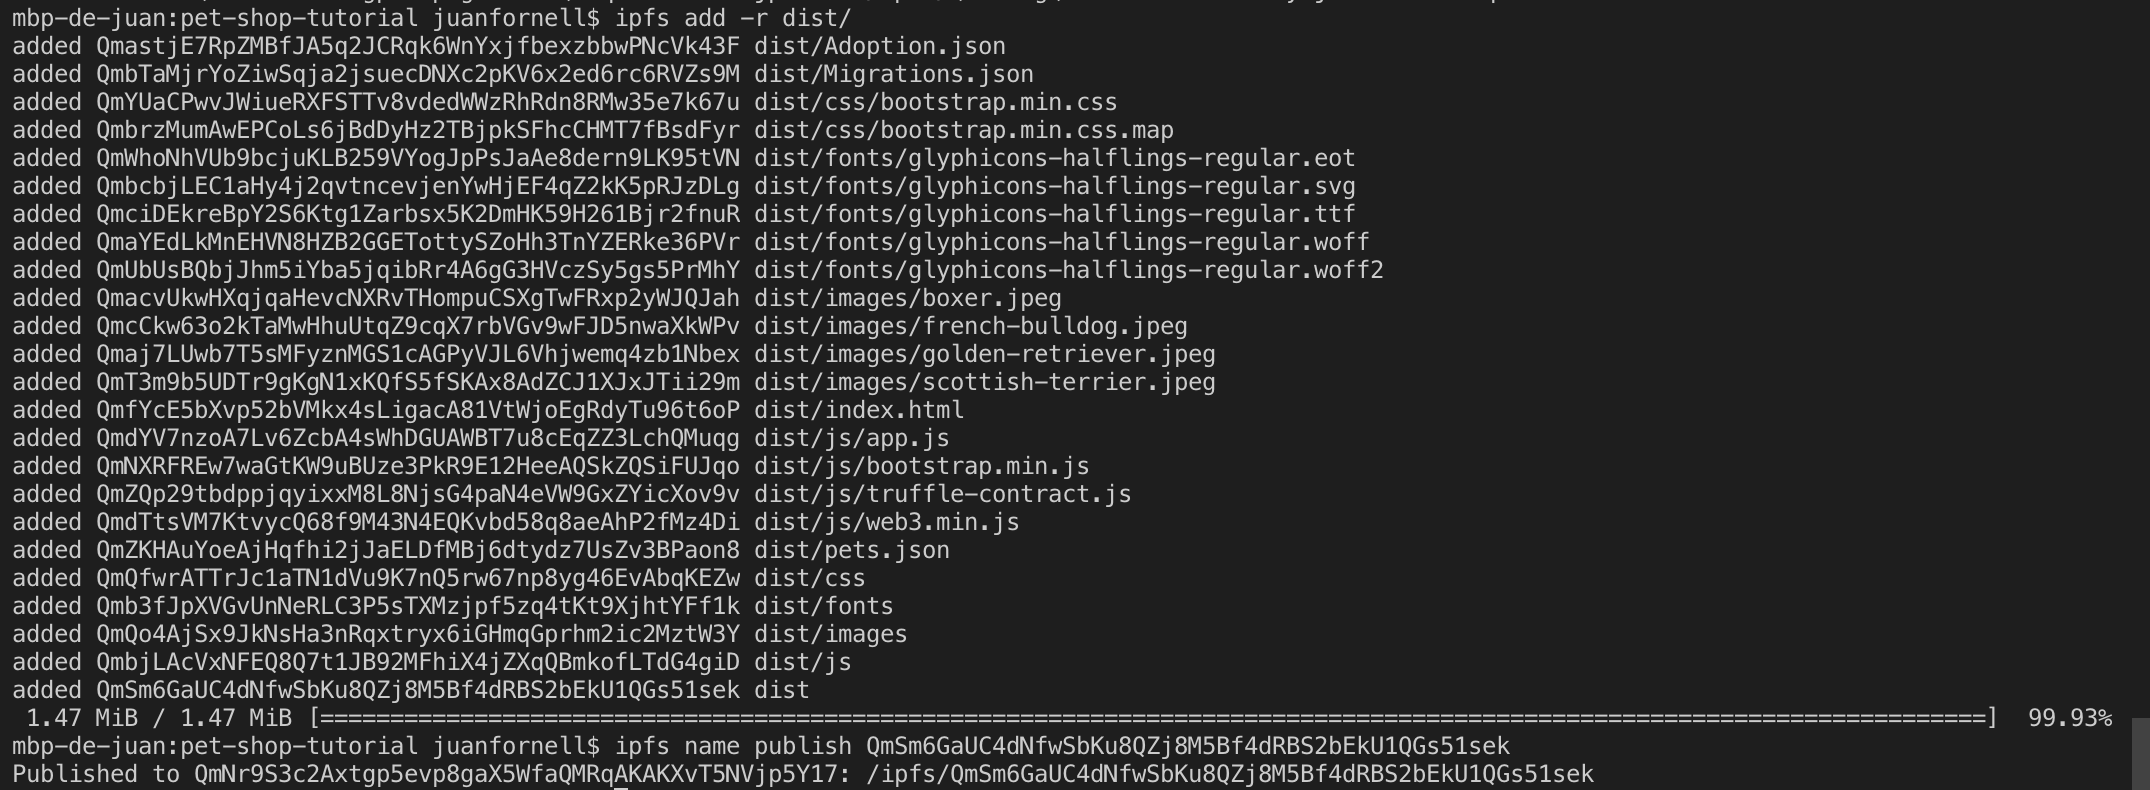 mbp-de-juan:pet-shop-tutorial juanfornell$ ipfs add -r dist/
added QmastjE7RpZMBfJA5q2JCRqk6WnYxjfbexzbbwPNcVk43F dist/Adoption.json
added QmbTaMjrYoZiwSqja2jsuecDNXc2pKV6x2ed6rc6RVZs9M dist/Migrations.json
added QmYUaCPwvJWiueRXFSTTv8vdedWWzRhRdn8RMw35e7k67u dist/css/bootstrap.min.css
added QmbrzMumAwEPCoLs6jBdDyHz2TBjpkSFhcCHMT7fBsdFyr dist/css/bootstrap.min.css.map
added QmWhoNhVUb9bcjuKLB259VYogJpPsJaAe8dern9LK95tVN dist/fonts/glyphicons-halflings-regular.eot
added QmbcbjLEC1aHy4j2qvtncevjenYwHjEF4qZ2kK5pRJzDLg dist/fonts/glyphicons-halflings-regular.svg
added QmciDEkreBpY2S6Ktg1Zarbsx5K2DmHK59H261Bjr2fnuR dist/fonts/glyphicons-halflings-regular.ttf
added QmaYEdLkMnEHVN8HZB2GGETottySZoHh3TnYZERke36PVr dist/fonts/glyphicons-halflings-regular.woff
added QmUbUsBQbjJhm5iYba5jqibRr4A6gG3HVczSy5gs5PrMhY dist/fonts/glyphicons-halflings-regular.woff2
added QmacvUkwHXqjqaHevcNXRvTHompuCSXgTwFRxp2yWJQJah dist/images/boxer.jpeg
added QmcCkw63o2kTaMwHhuUtqZ9cqX7rbVGv9wFJD5nwaXkWPv dist/images/french-bulldog.jpeg
added Qmaj7LUwb7T5sMFyznMGS1cAGPyVJL6Vhjwemq4zb1Nbex dist/images/golden-retriever.jpeg
added QmT3m9b5UDTr9gKgN1xKQfS5fSKAx8AdZCJ1XJxJTii29m dist/images/scottish-terrier.jpeg
added QmfYcE5bXvp52bVMkx4sLigacA81VtWjoEgRdyTu96t6oP dist/index.html
added QmdYV7nzoA7Lv6ZcbA4sWhDGUAWBT7u8cEqZZ3LchQMuqg dist/js/app.js
added QmNXRFREw7waGtKW9uBUze3PkR9E12HeeAQSkZQSiFUJqo dist/js/bootstrap.min.js
added QmZQp29tbdppjqyixxM8L8NjsG4paN4eVW9GxZYicXov9v dist/js/truffle-contract.js
added QmdTtsVM7KtvycQ68f9M43N4EQKvbd58q8aeAhP2fMz4Di dist/js/web3.min.js
added QmZKHAuYoeAjHqfhi2jJaELDfMBj6dtydz7UsZv3BPaon8 dist/pets.json
added QmQfwrATTrJc1aTN1dVu9K7nQ5rw67np8yg46EvAbqKEZw dist/css
added Qmb3fJpXVGvUnNeRLC3P5sTXMzjpf5zq4tKt9XjhtYFf1k dist/fonts
added QmQo4AjSx9JkNsHa3nRqxtryx6iGHmqGprhm2ic2MztW3Y dist/images
added QmbjLAcVxNFEQ8Q7t1JB92MFhiX4jZXqQBmkofLTdG4giD dist/js
added QmSm6GaUC4dNfwSbKu8QZj8M5Bf4dRBS2bEkU1QGs51sek dist
1.47 MiB / 1.47 MiB [=======================================================================================================================] 99.93%
mbp-de-juan:pet-shop-tutorial juanfornell$ ipfs name publish QmSm6GaUC4dNfwSbKu8QZj8M5Bf4dRBS2bEkU1QGs51sek
Published to QmNr9S3c2Axtgp5evp8gaX5WfaQMRqAKAKXvT5NVjp5Y17: /ipfs/QmSm6GaUC4dNfwSbKu8QZj8M5Bf4dRBS2bEkU1QGs51sek